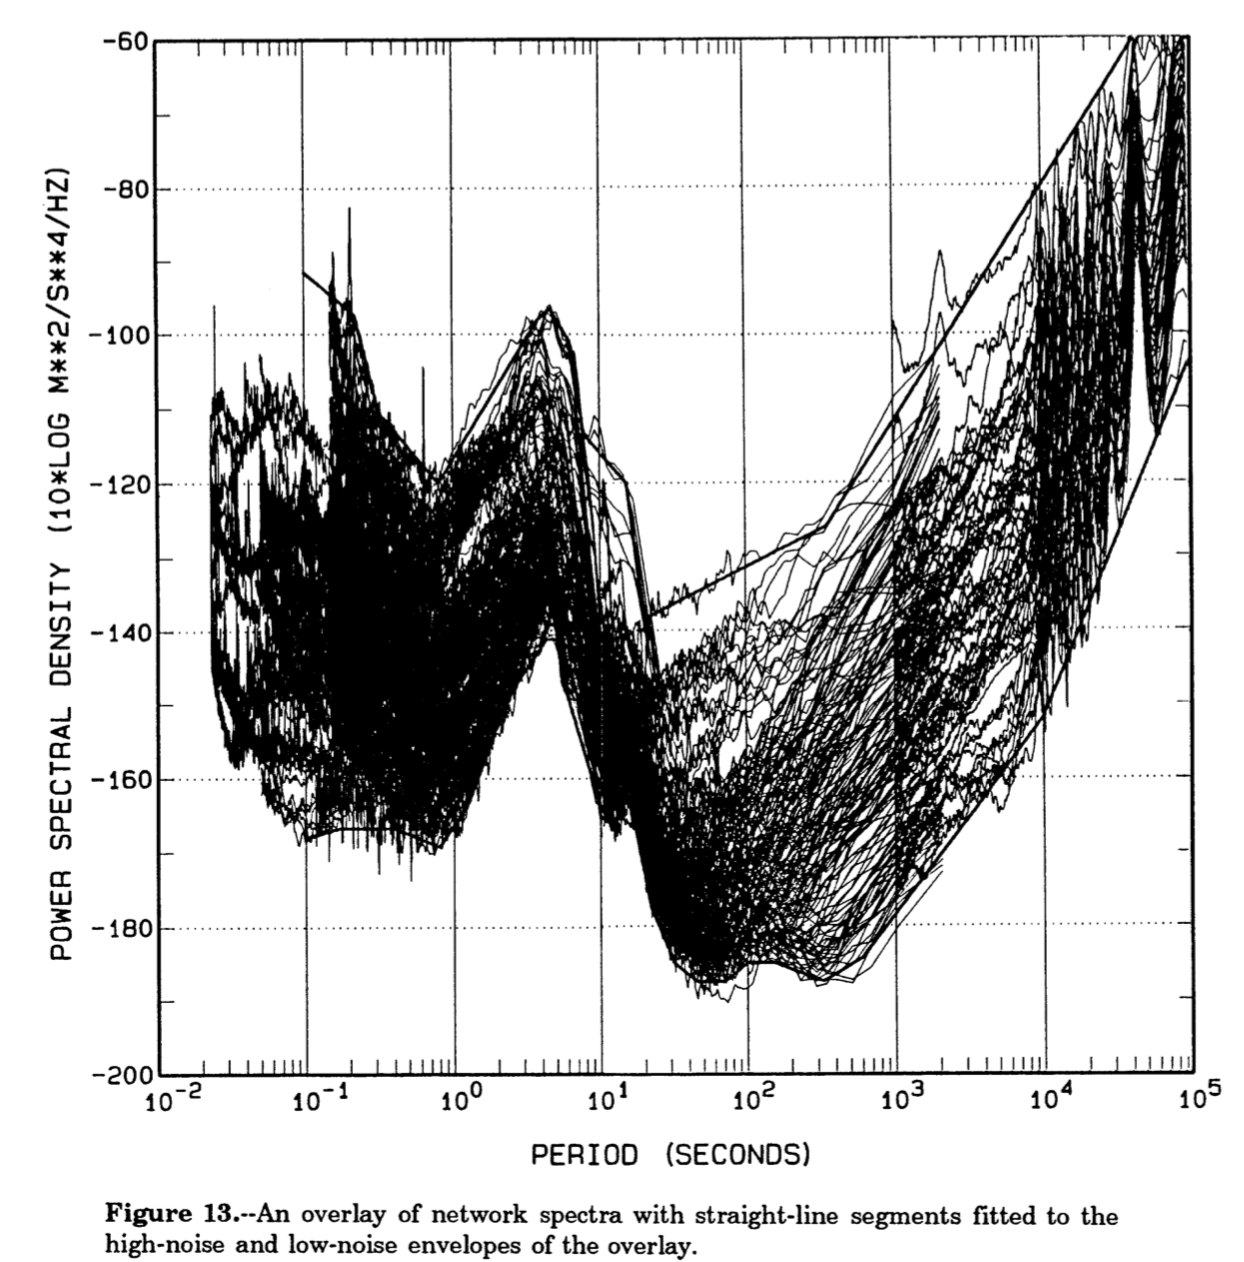 -60
-80
-100
-120
-140
-160
-180
-200
POWER SPECTRAL DENSITY (10*LOG M**2/S**4/HZ)
10-2 10-1 100 101 102 103 104 105
PERIOD (SECONDS)
Figure 13.--An overlay of network spectra with straight-line segments fitted to the
high-noise and low-noise envelopes of the overlay.